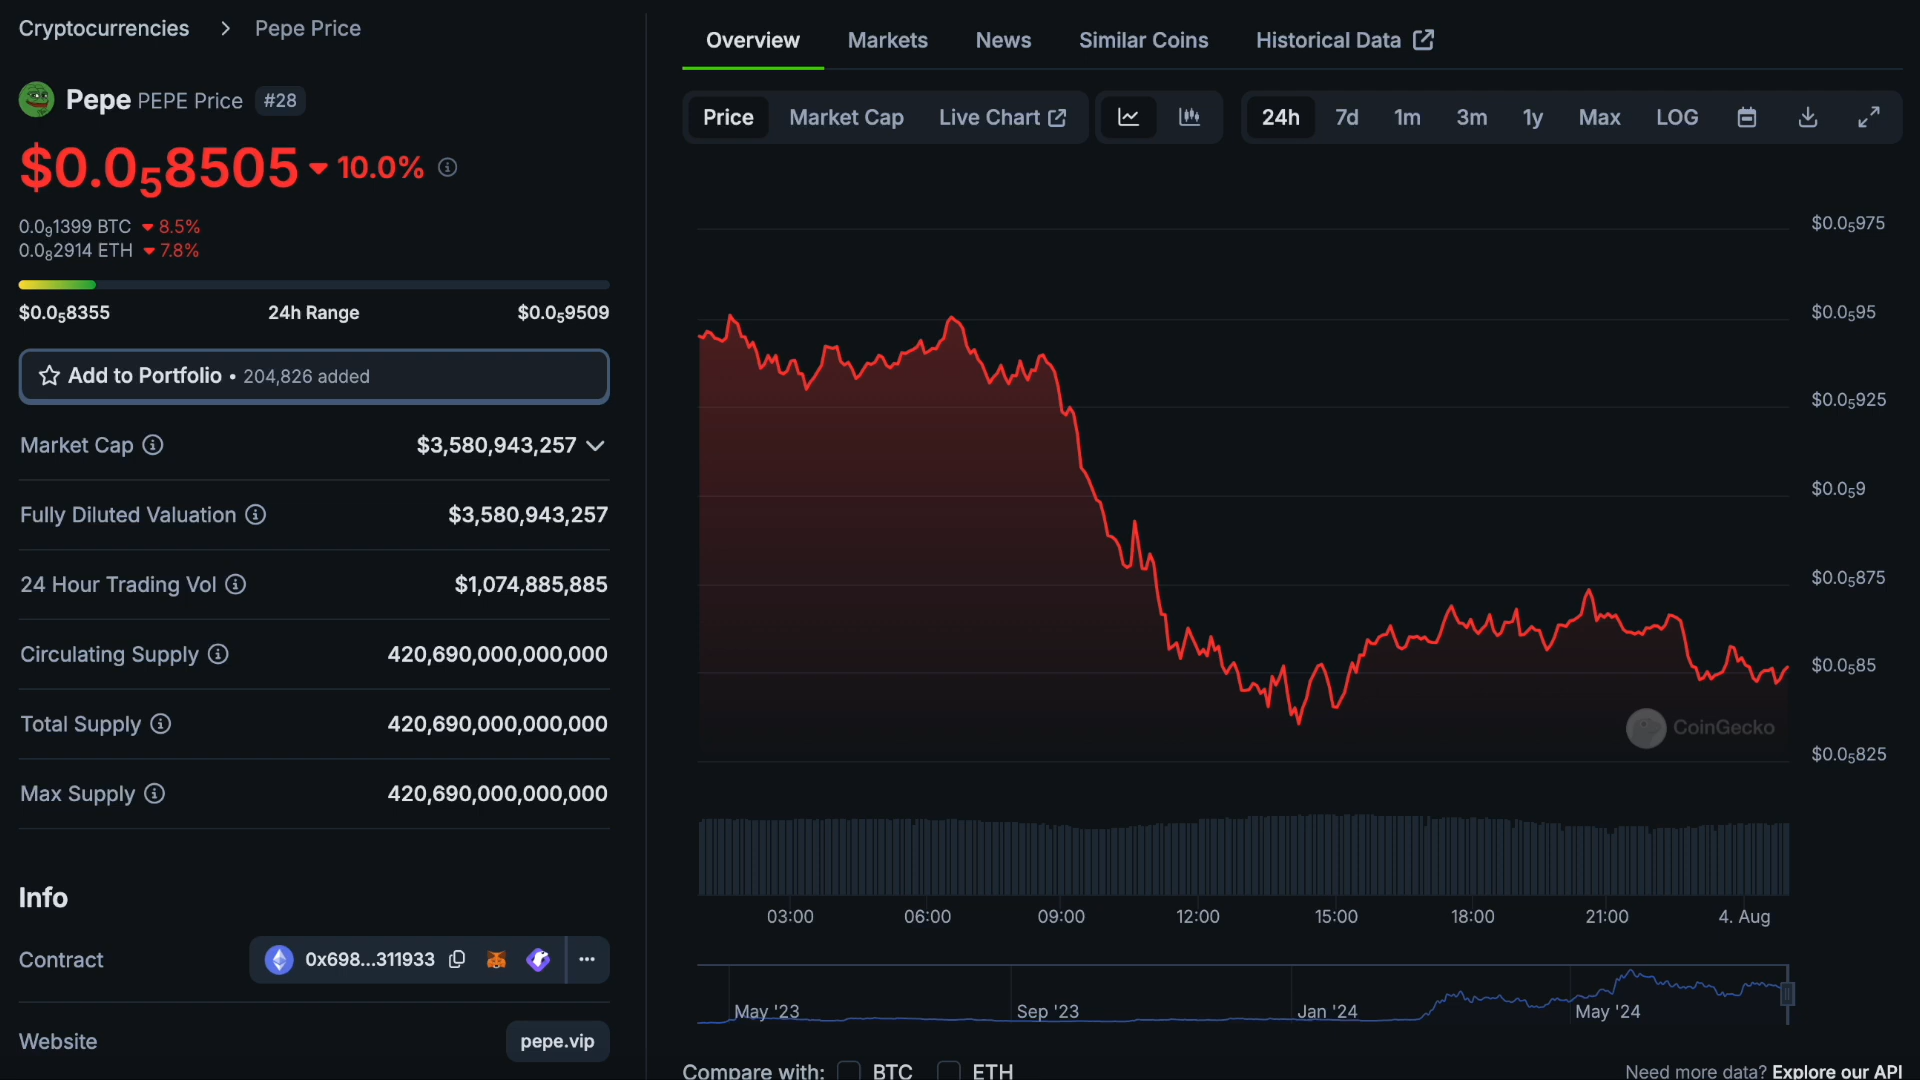 Cryptocurrencies > Pepe Price
Pepe PEPE Price #28
$0.0₅8505 10.0%
0.0₉1399 BTC 8.5%
0.0₈2914 ETH 7.8%
$0.0₅8355 24h Range $0.0₅9509
Add to Portfolio • 204,826 added
Market Cap $3,580,943,257
Fully Diluted Valuation $3,580,943,257
24 Hour Trading Vol $1,074,885,885
Circulating Supply 420,690,000,000,000
Total Supply 420,690,000,000,000
Max Supply 420,690,000,000,000
Info
Contract 0x698...311933
Website pepe.vip
Overview Markets News Similar Coins Historical Data
Price Market Cap Live Chart 24h 7d 1m 3m 1y Max LOG
$0.0₅975
$0.0₅95
$0.0₅925
$0.0₅9
$0.0₅875
$0.0₅85
CoinGecko
$0.0₅825
03:00 06:00 09:00 12:00 15:00 18:00 21:00 4. Aug
May '23 Sep '23 Jan '24 May '24
Compare with: BTC ETH
Need more data? Explore our API